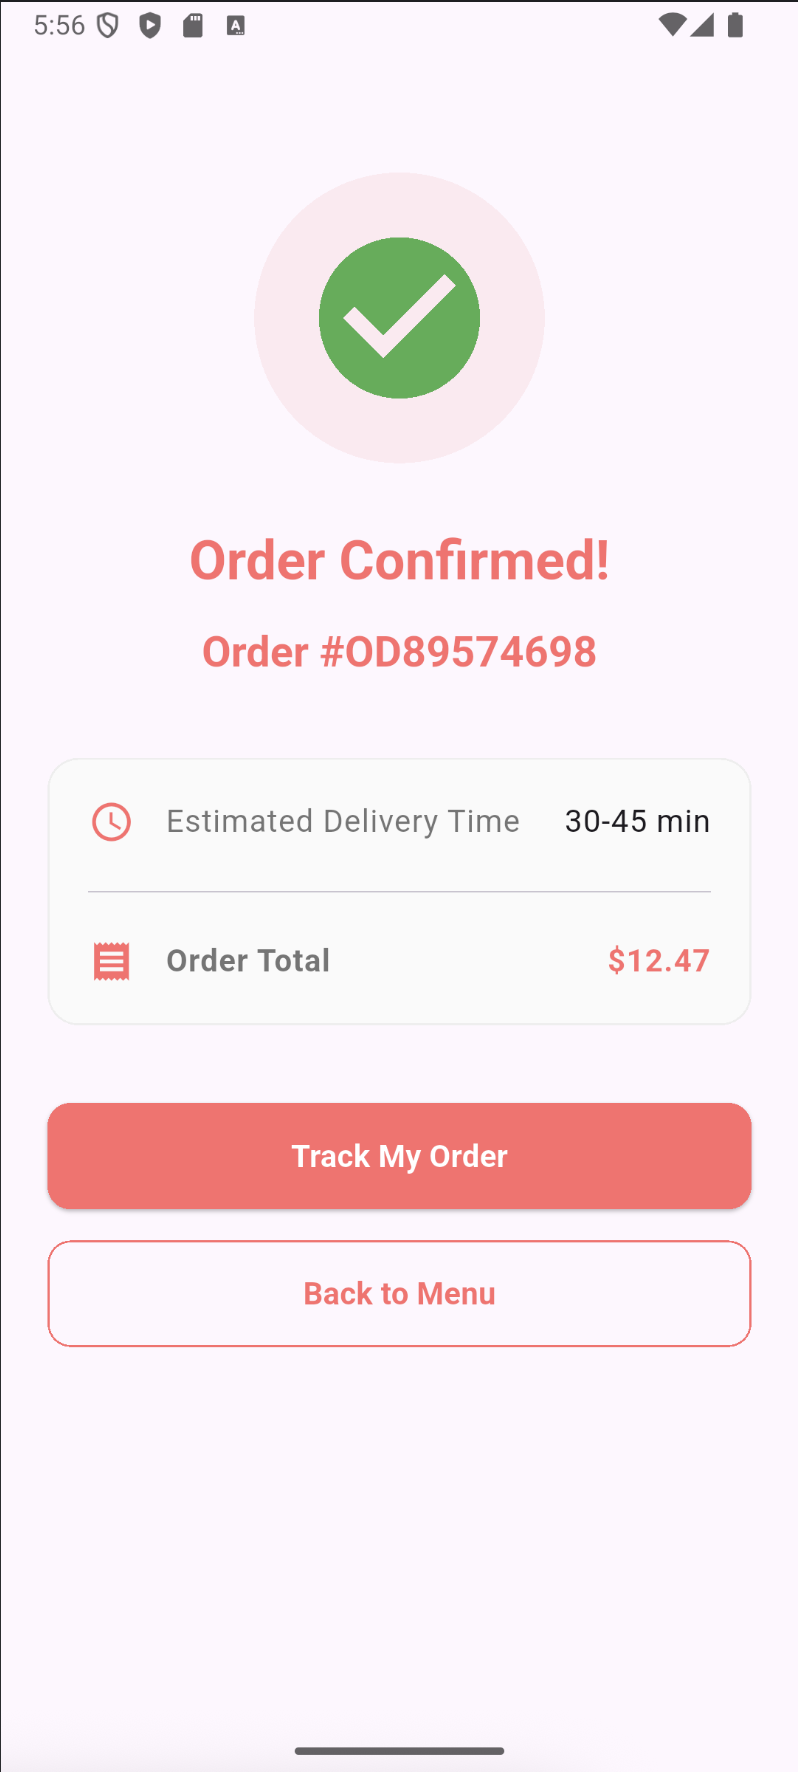 5:56
Order Confirmed!
Order #OD89574698
Estimated Delivery Time 30-45 min
Order Total $12.47
Track My Order
Back to Menu